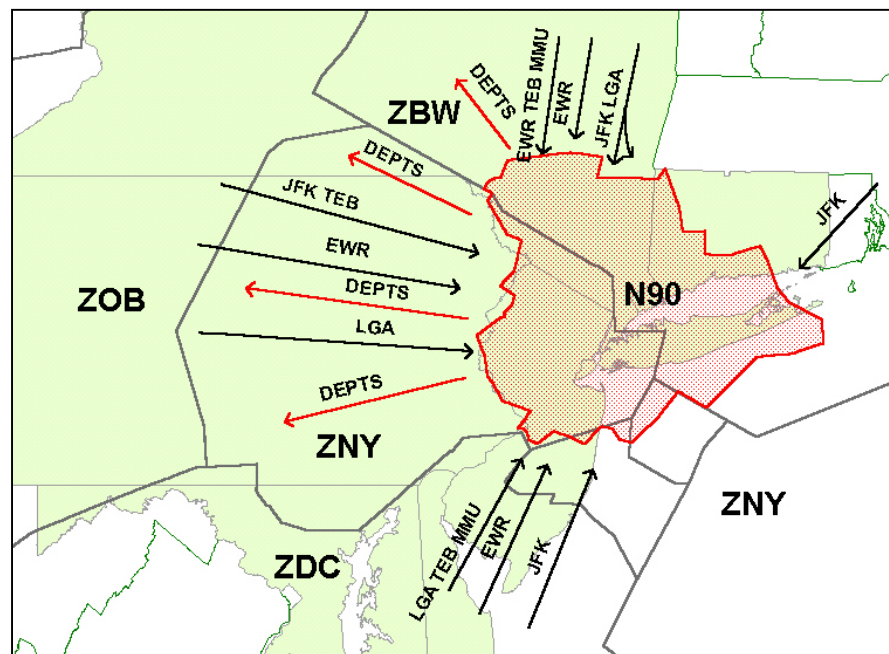 DEPTS
EWR TEB MMU
EWR
JFK LGA
ZBW
DEPTS
JFK TEB
JFK
EWR
DEPTS
ZOB
N90
LGA
DEPTS
ZNY
ZNY
LGA TEB MMU
EWR
JFK
ZDC